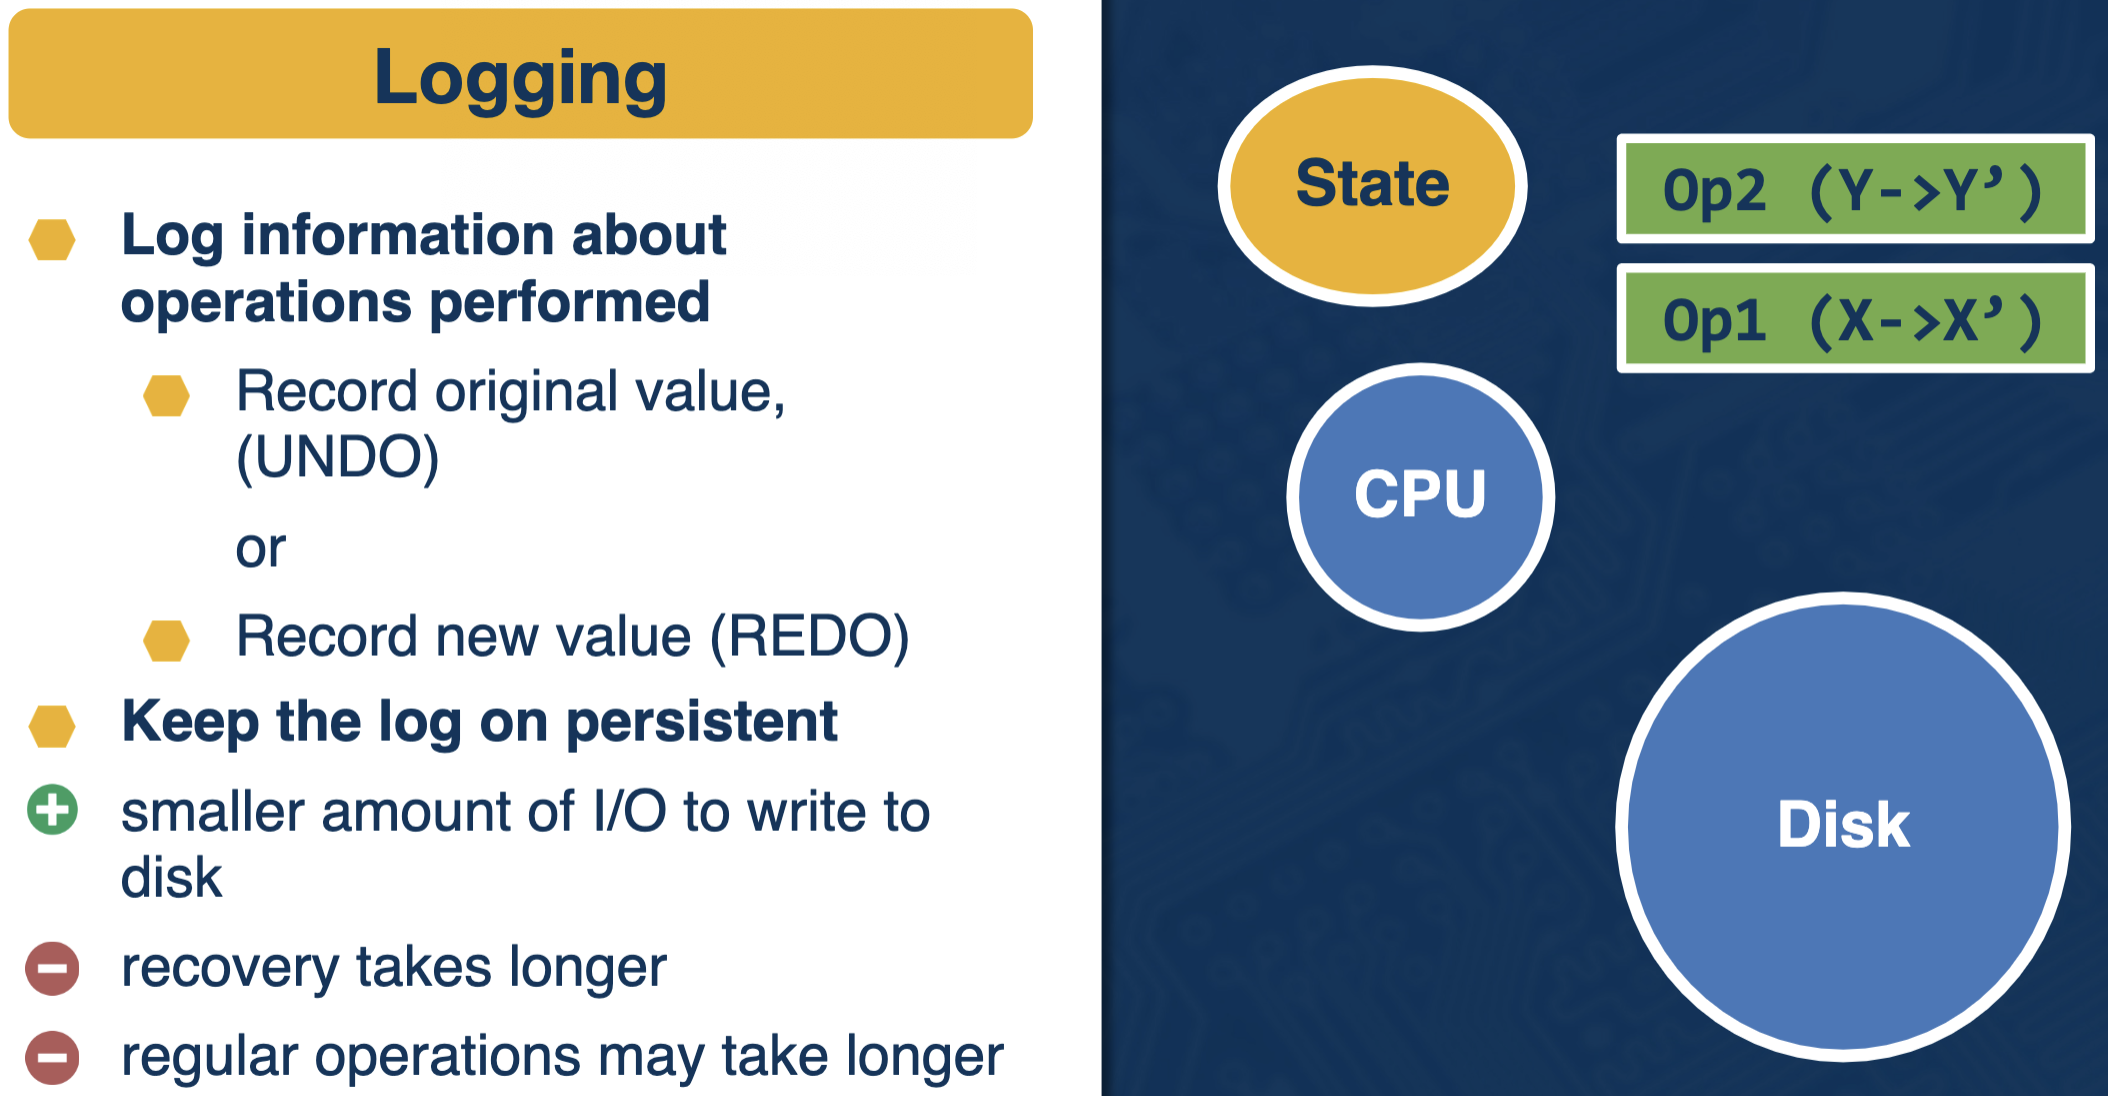 Logging
Log information about
operations performed
Record original value,
(UNDO)
or
Record new value (REDO)
Keep the log on persistent
smaller amount of I/O to write to
disk
recovery takes longer
regular operations may take longer
State
Op2 (Y->Y’)
Op1 (X->X’)
CPU
Disk